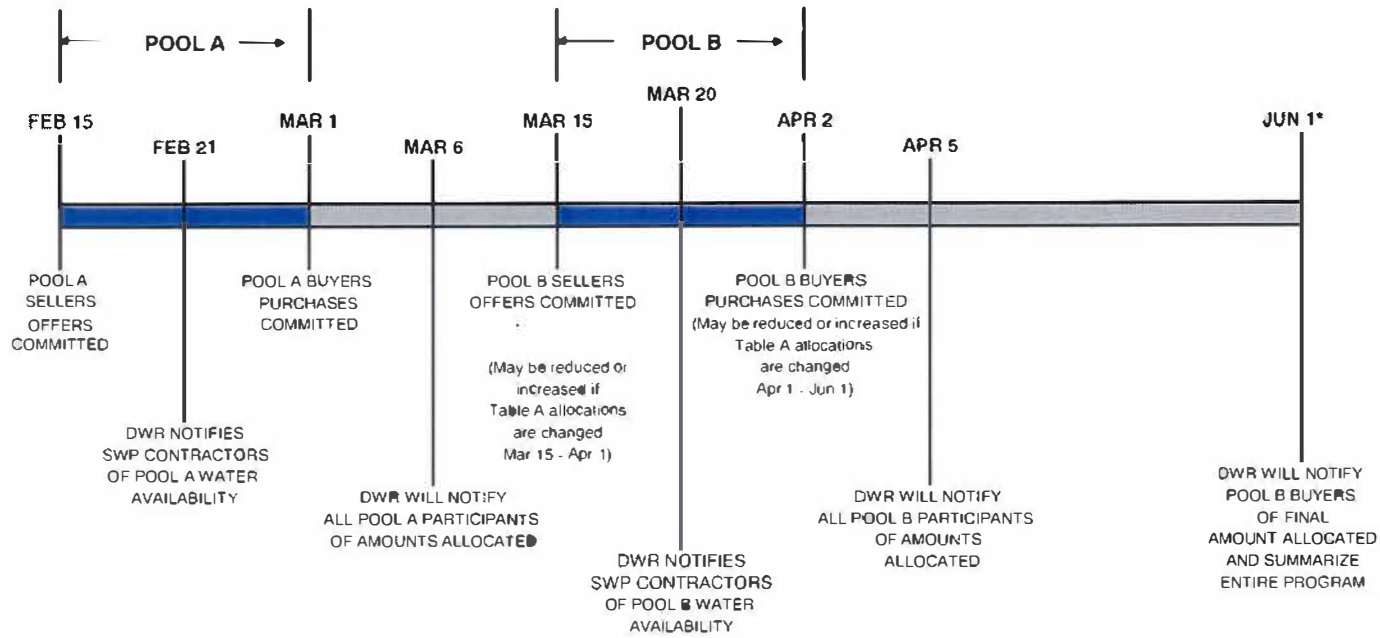 POOL A
POOL B
FEB 15
FEB 21
MAR 1
MAR 6
MAR 15
MAR 20
APR 2
APR 5
JUN 1*
POOL A
SELLERS
OFFERS
COMMITTED
DWR NOTIFIES
SWP CONTRACTORS
OF POOL A WATER
AVAILABILITY
POOL A BUYERS
PURCHASES
COMMITTED
DWR WILL NOTIFY
ALL POOL A PARTICIPANTS
OF AMOUNTS ALLOCATED
POOL B SELLERS
OFFERS COMMITTED
(May be reduced or
increased if
Table A allocations
are changed
Mar 15 - Apr 1)
DWR NOTIFIES
SWP CONTRACTORS
OF POOL B WATER
AVAILABILITY
POOL B BUYERS
PURCHASES COMMITTED
(May be reduced or increased if
Table A allocations
are changed
Apr 1 - Jun 1)
DWR WILL NOTIFY
ALL POOL B PARTICIPANTS
OF AMOUNTS
ALLOCATED
DWR WILL NOTIFY
POOL B BUYERS
OF FINAL
AMOUNT ALLOCATED
AND SUMMARIZE
ENTIRE PROGRAM